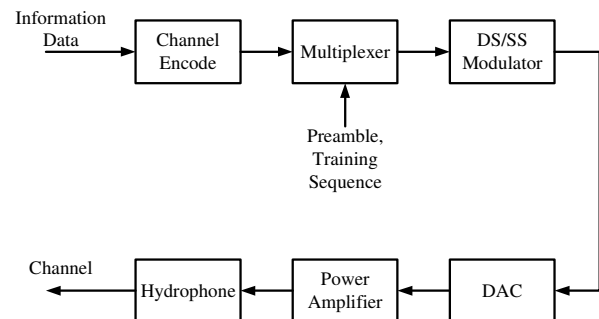 Information
Data
Channel
Encode
Multiplexer
DS/SS
Modulator
Preamble,
Training
Sequence
Channel
Hydrophone
Power
Amplifier
DAC